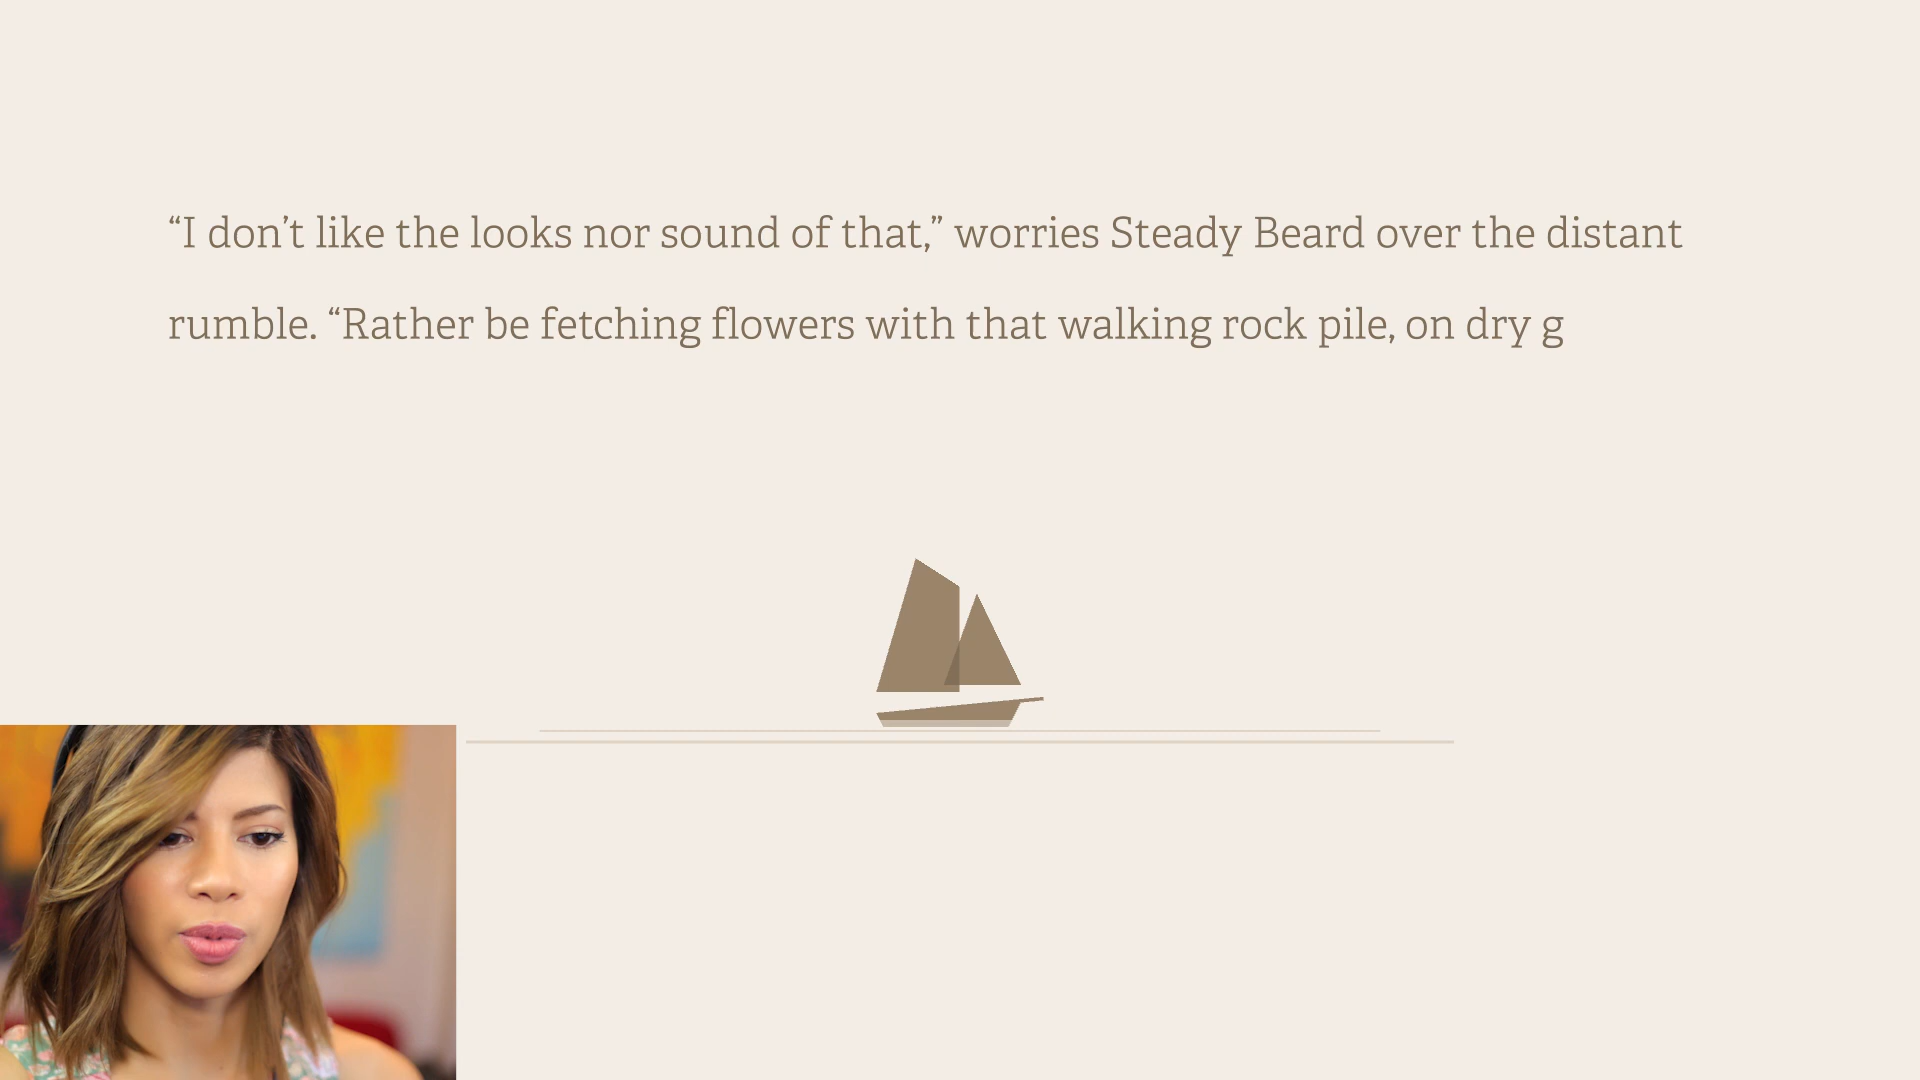 “I don’t like the looks nor sound of that,” worries Steady Beard over the distant
rumble. “Rather be fetching flowers with that walking rock pile, on dry g